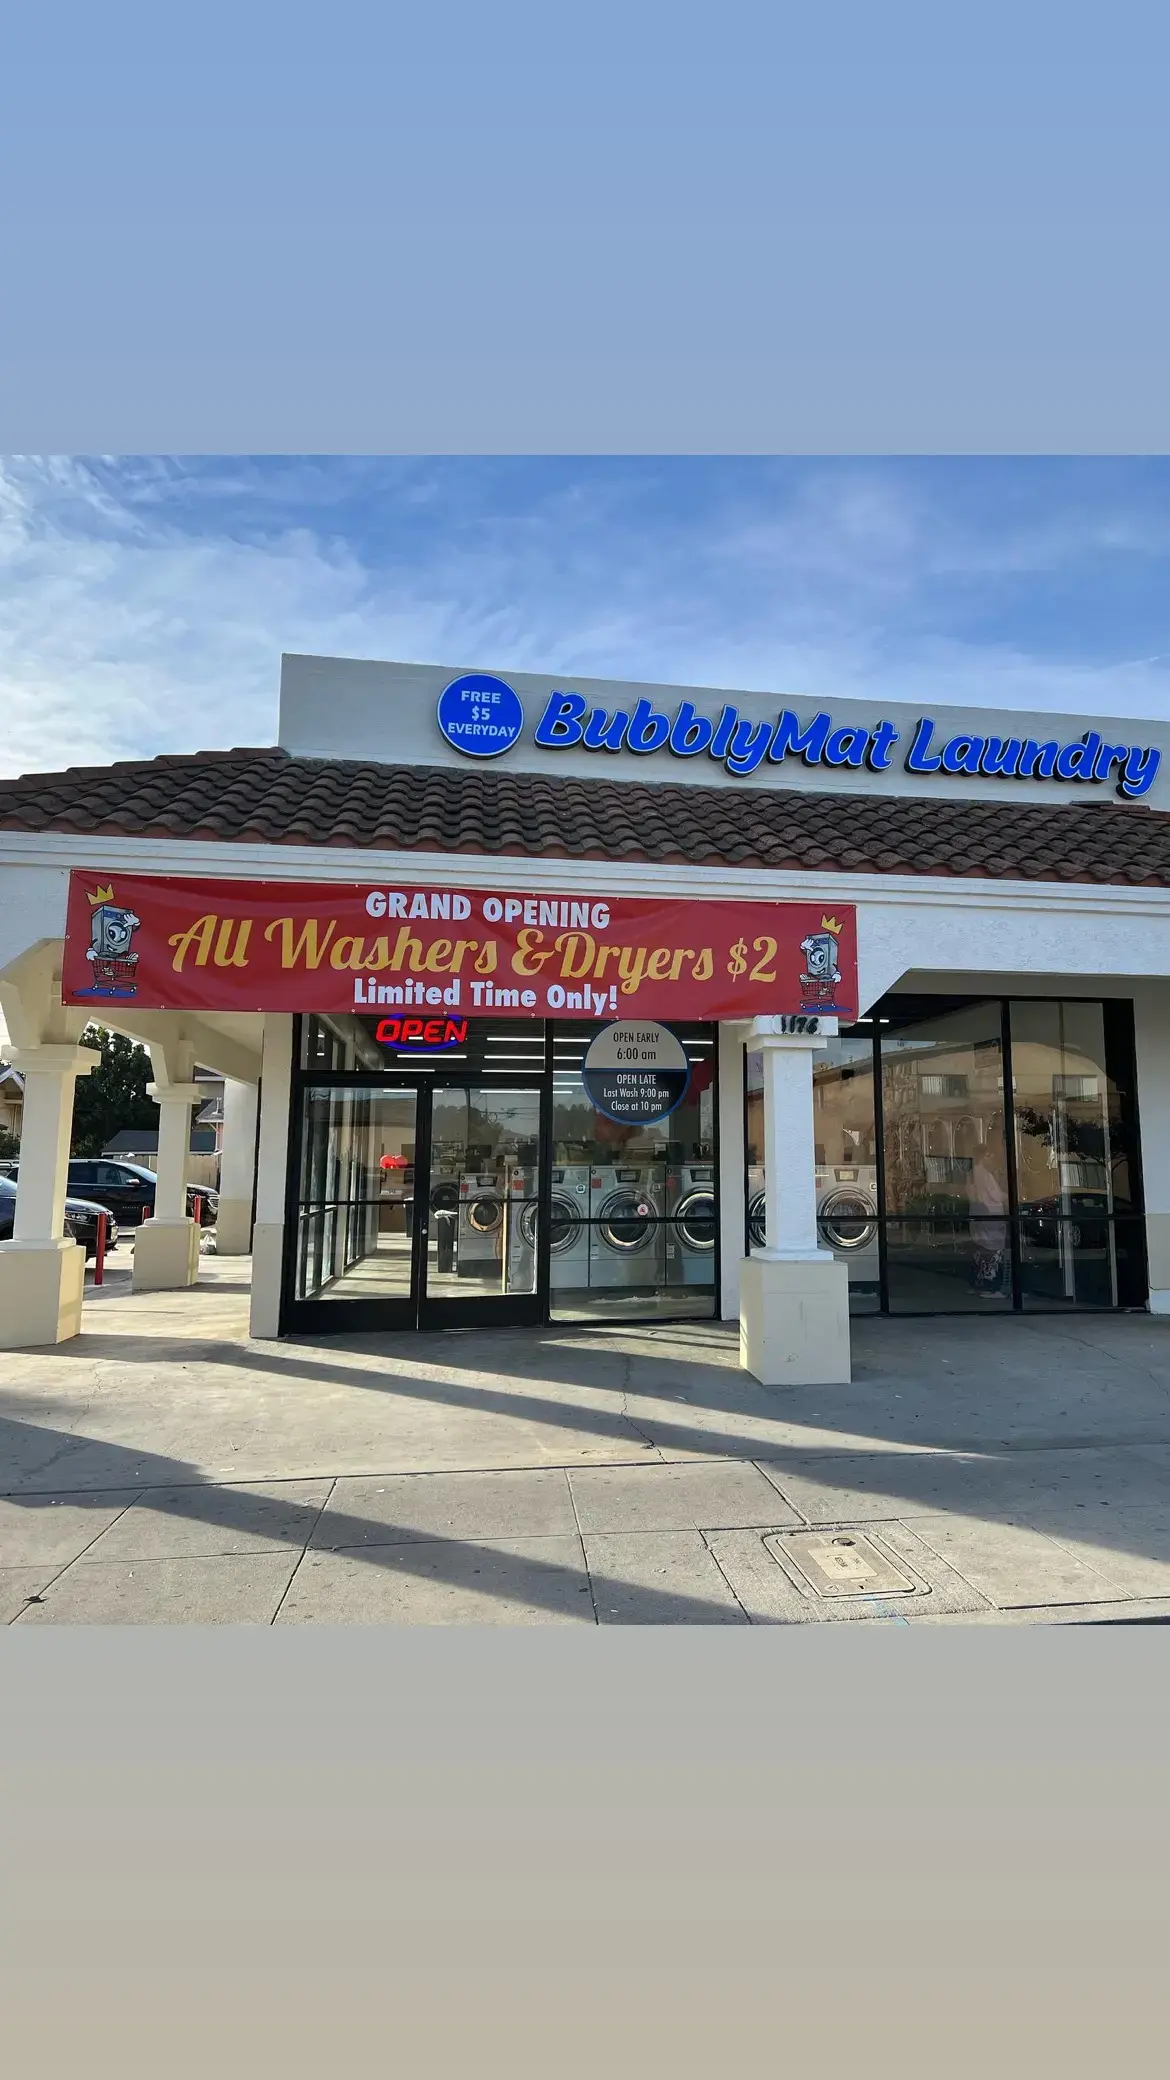 FREE
$5
EVERYDAY
BubblyMat Laundry
GRAND OPENING
All Washers & Dryers $2
Limited Time Only!
OPEN
OPEN EARLY
6:00 am
OPEN LATE
Last Wash 9:00 pm
Close at 10 pm
1176